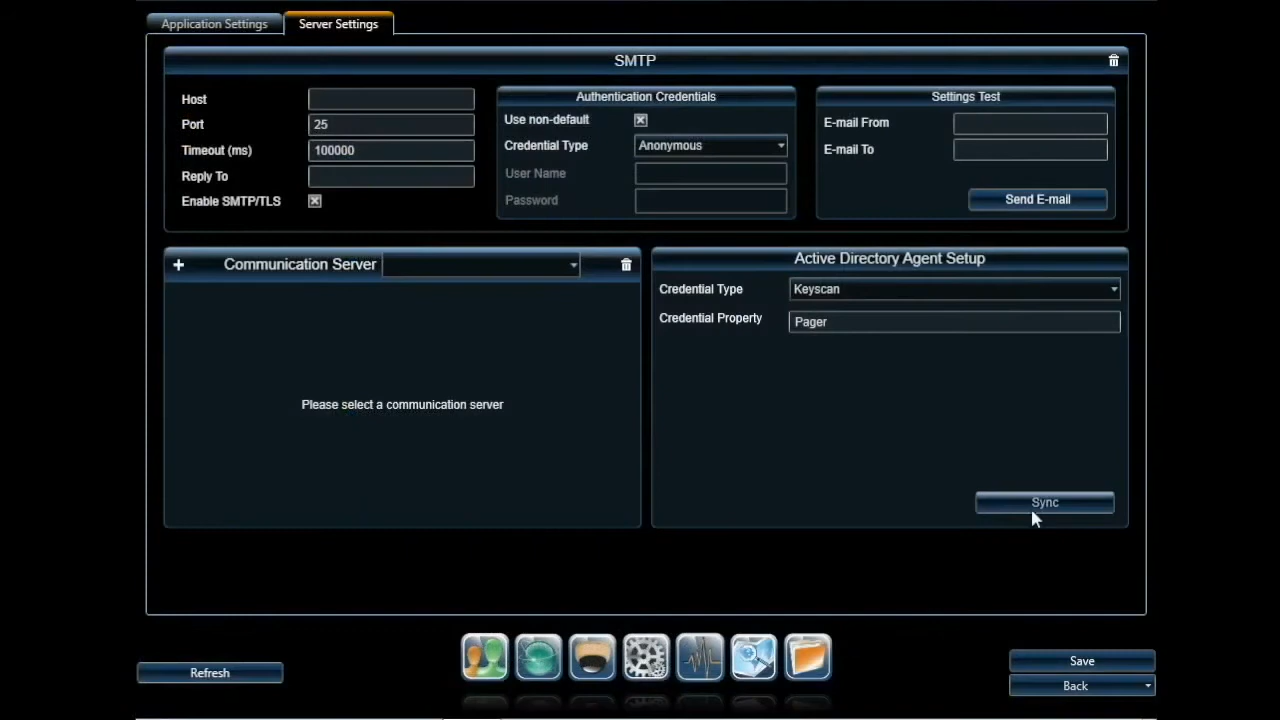 Application Settings
Server Settings
SMTP
Host
Port
25
Timeout (ms)
100000
Reply To
Enable SMTP/TLS
Authentication Credentials
Use non-default
Credential Type
Anonymous
User Name
Password
Settings Test
E-mail From
E-mail To
Send E-mail
Communication Server
Please select a communication server
Active Directory Agent Setup
Credential Type
Keyscan
Credential Property
Pager
Sync
Refresh
Save
Back